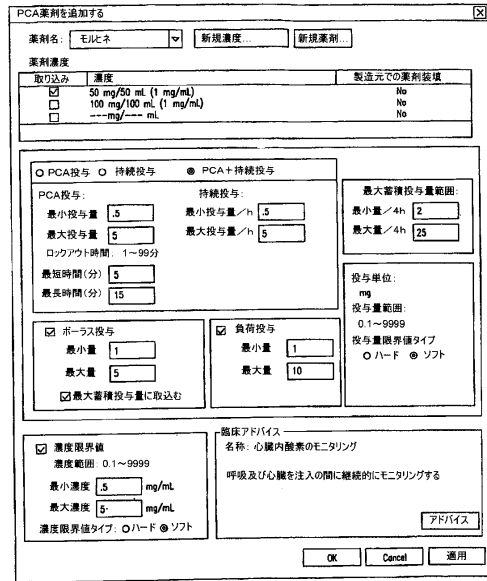 PCA薬剤を追加する
薬剤名: モルヒネ 新規濃度... 新規薬剤...
薬剤濃度
取り込み 濃度 製造元での薬剤装填
50 mg/50 mL (1 mg/mL) No
100 mg/100 mL (1 mg/mL) No
---mg/--- mL No
PCA投与 持続投与 PCA+持続投与
PCA投与: 持続投与:
最小投与量 .5 最小投与量/h .5
最大投与量 5 最大投与量/h 5
ロックアウト時間: 1~99分
最短時間(分) 5
最長時間(分) 15
最大蓄積投与量範囲:
最小量/4h 2
最大量/4h 25
投与単位:
mg
投与量範囲:
0.1~9999
投与量限界値タイプ
ハード ソフト
ボーラス投与
最小量 1
最大量 5
最大蓄積投与量に取込む
負荷投与
最小量 1
最大量 10
濃度限界値
濃度範囲: 0.1~9999
最小濃度 .5 mg/mL
最大濃度 5 mg/mL
濃度限界値タイプ: ハード ソフト
臨床アドバイス
名称: 心臓内酸素のモニタリング
呼吸及び心臓を注入の間に継続的にモニタリングする
アドバイス
OK Cancel 適用